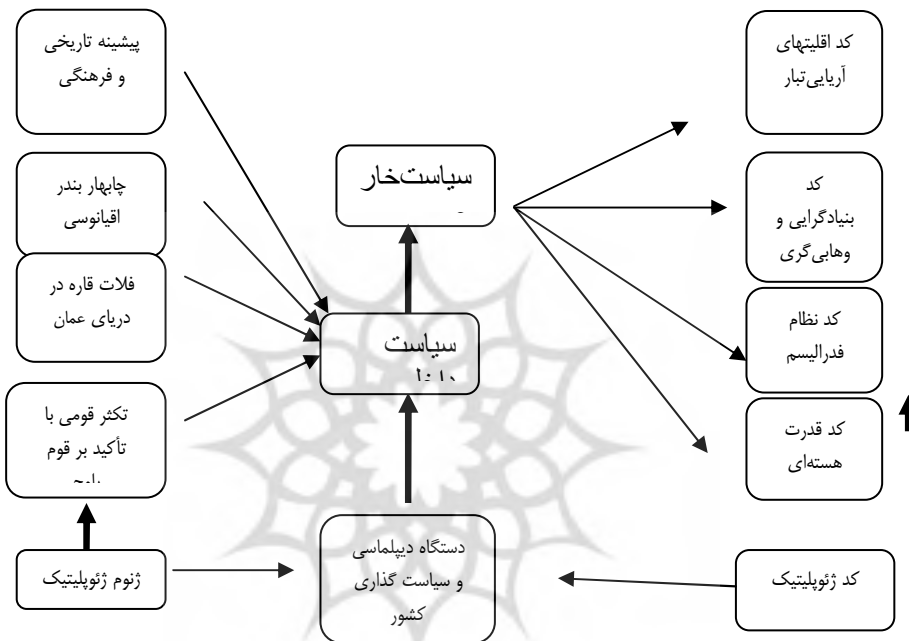 پیشینه تاریخی
و فرهنگی
کد اقلیتهای
آریایی‌تبار
سیاست‌خار
چابهار بندر
اقیانوسی
کد
بنیادگرایی و
وهابی‌گری
فلات قاره در
دریای عمان
سیاست
کد نظام
فدرالیسم
تکثر قومی با
تأکید بر قوم
کد قدرت
هسته‌ای
دستگاه دیپلماسی
و سیاست گذاری
کشور
ژنوم ژئوپلیتیک
کد ژئوپلیتیک